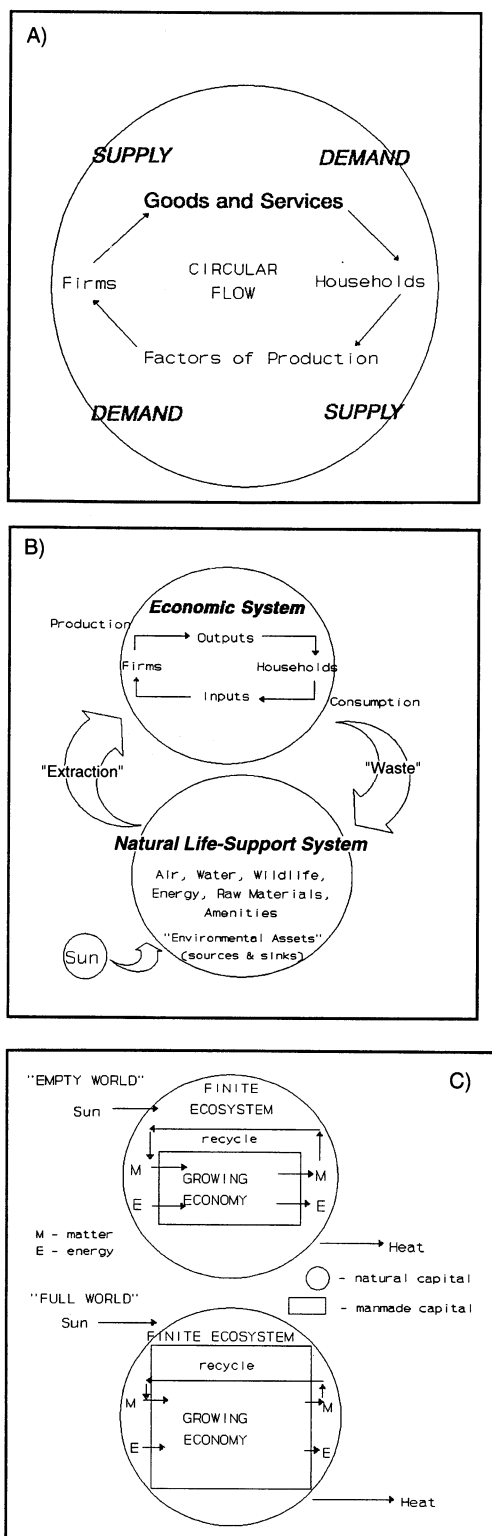 A)
SUPPLY DEMAND
Goods and Services
CIRCULAR
Firms Households
FLOW
Factors of Production
DEMAND SUPPLY
B)
Economic System
Production
Outputs
Firms Households
Inputs
Consumption
"Extraction" "Waste"
Natural Life-Support System
Air, Water, Wildlife,
Energy, Raw Materials,
Amenities
"Environmental Assets"
Sun (sources & sinks)
"EMPTY WORLD" C)
FINITE
Sun ECOSYSTEM
recycle
M GROWING M
E ECONOMY E
M - matter
E - energy
Heat
- natural capital
"FULL WORLD" - manmade capital
Sun
FINITE ECOSYSTEM
recycle
M M
GROWING
E ECONOMY E
Heat